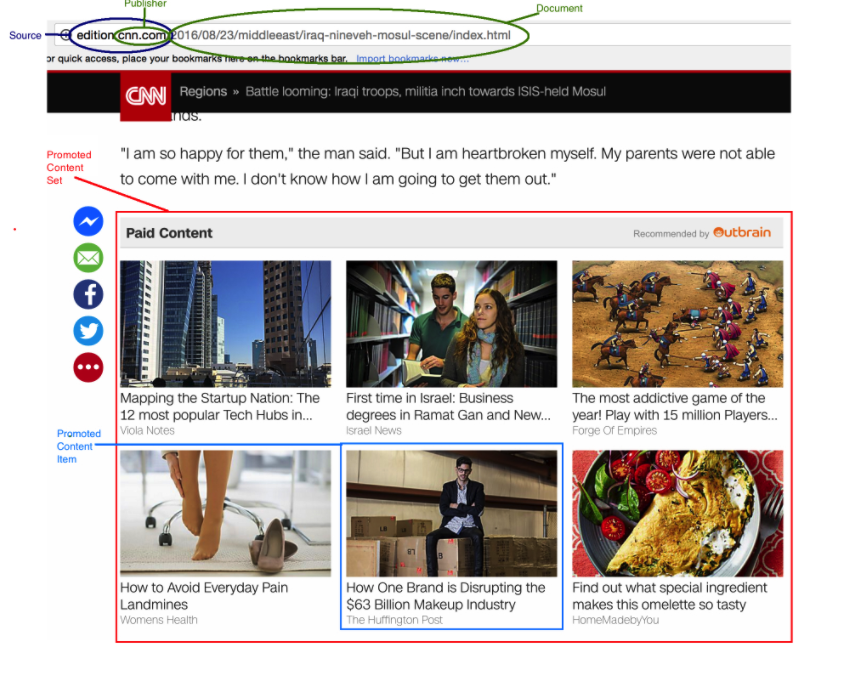 Publisher
Document
Source
edition.cnn.com/2016/08/23/middleeast/iraq-nineveh-mosul-scene/index.html
or quick access, place your bookmarks here on the bookmarks bar. Import bookmarks now...
CNN Regions » Battle looming: Iraqi troops, militia inch towards ISIS-held Mosul
Promoted
Content
Set
"I am so happy for them," the man said. "But I am heartbroken myself. My parents were not able
to come with me. I don't know how I am going to get them out."
Paid Content
Recommended by Outbrain
Mapping the Startup Nation: The
12 most popular Tech Hubs in...
Viola Notes
First time in Israel: Business
degrees in Ramat Gan and New...
Israel News
The most addictive game of the
year! Play with 15 million Players...
Forge Of Empires
Promoted
Content
Item
How to Avoid Everyday Pain
Landmines
Womens Health
How One Brand is Disrupting the
$63 Billion Makeup Industry
The Huffington Post
Find out what special ingredient
makes this omelette so tasty
HomeMadebyYou